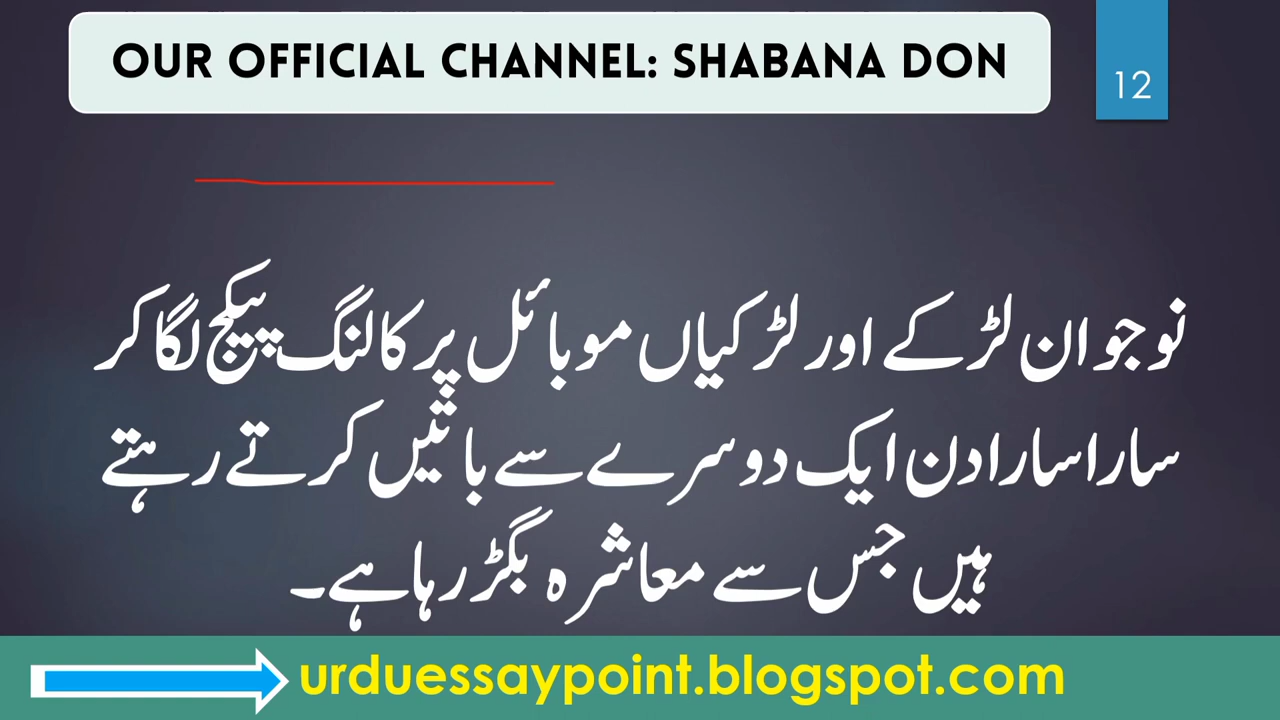 OUR OFFICIAL CHANNEL: SHABANA DON
12
نوجوان لڑکے اور لڑکیاں موبائل پر کالنگ پیکج لگا کر
سارا سارا دن ایک دوسرے سے باتیں کرتے رہتے
ہیں جس سے معاشرہ بگڑ رہا ہے۔
urduessaypoint.blogspot.com